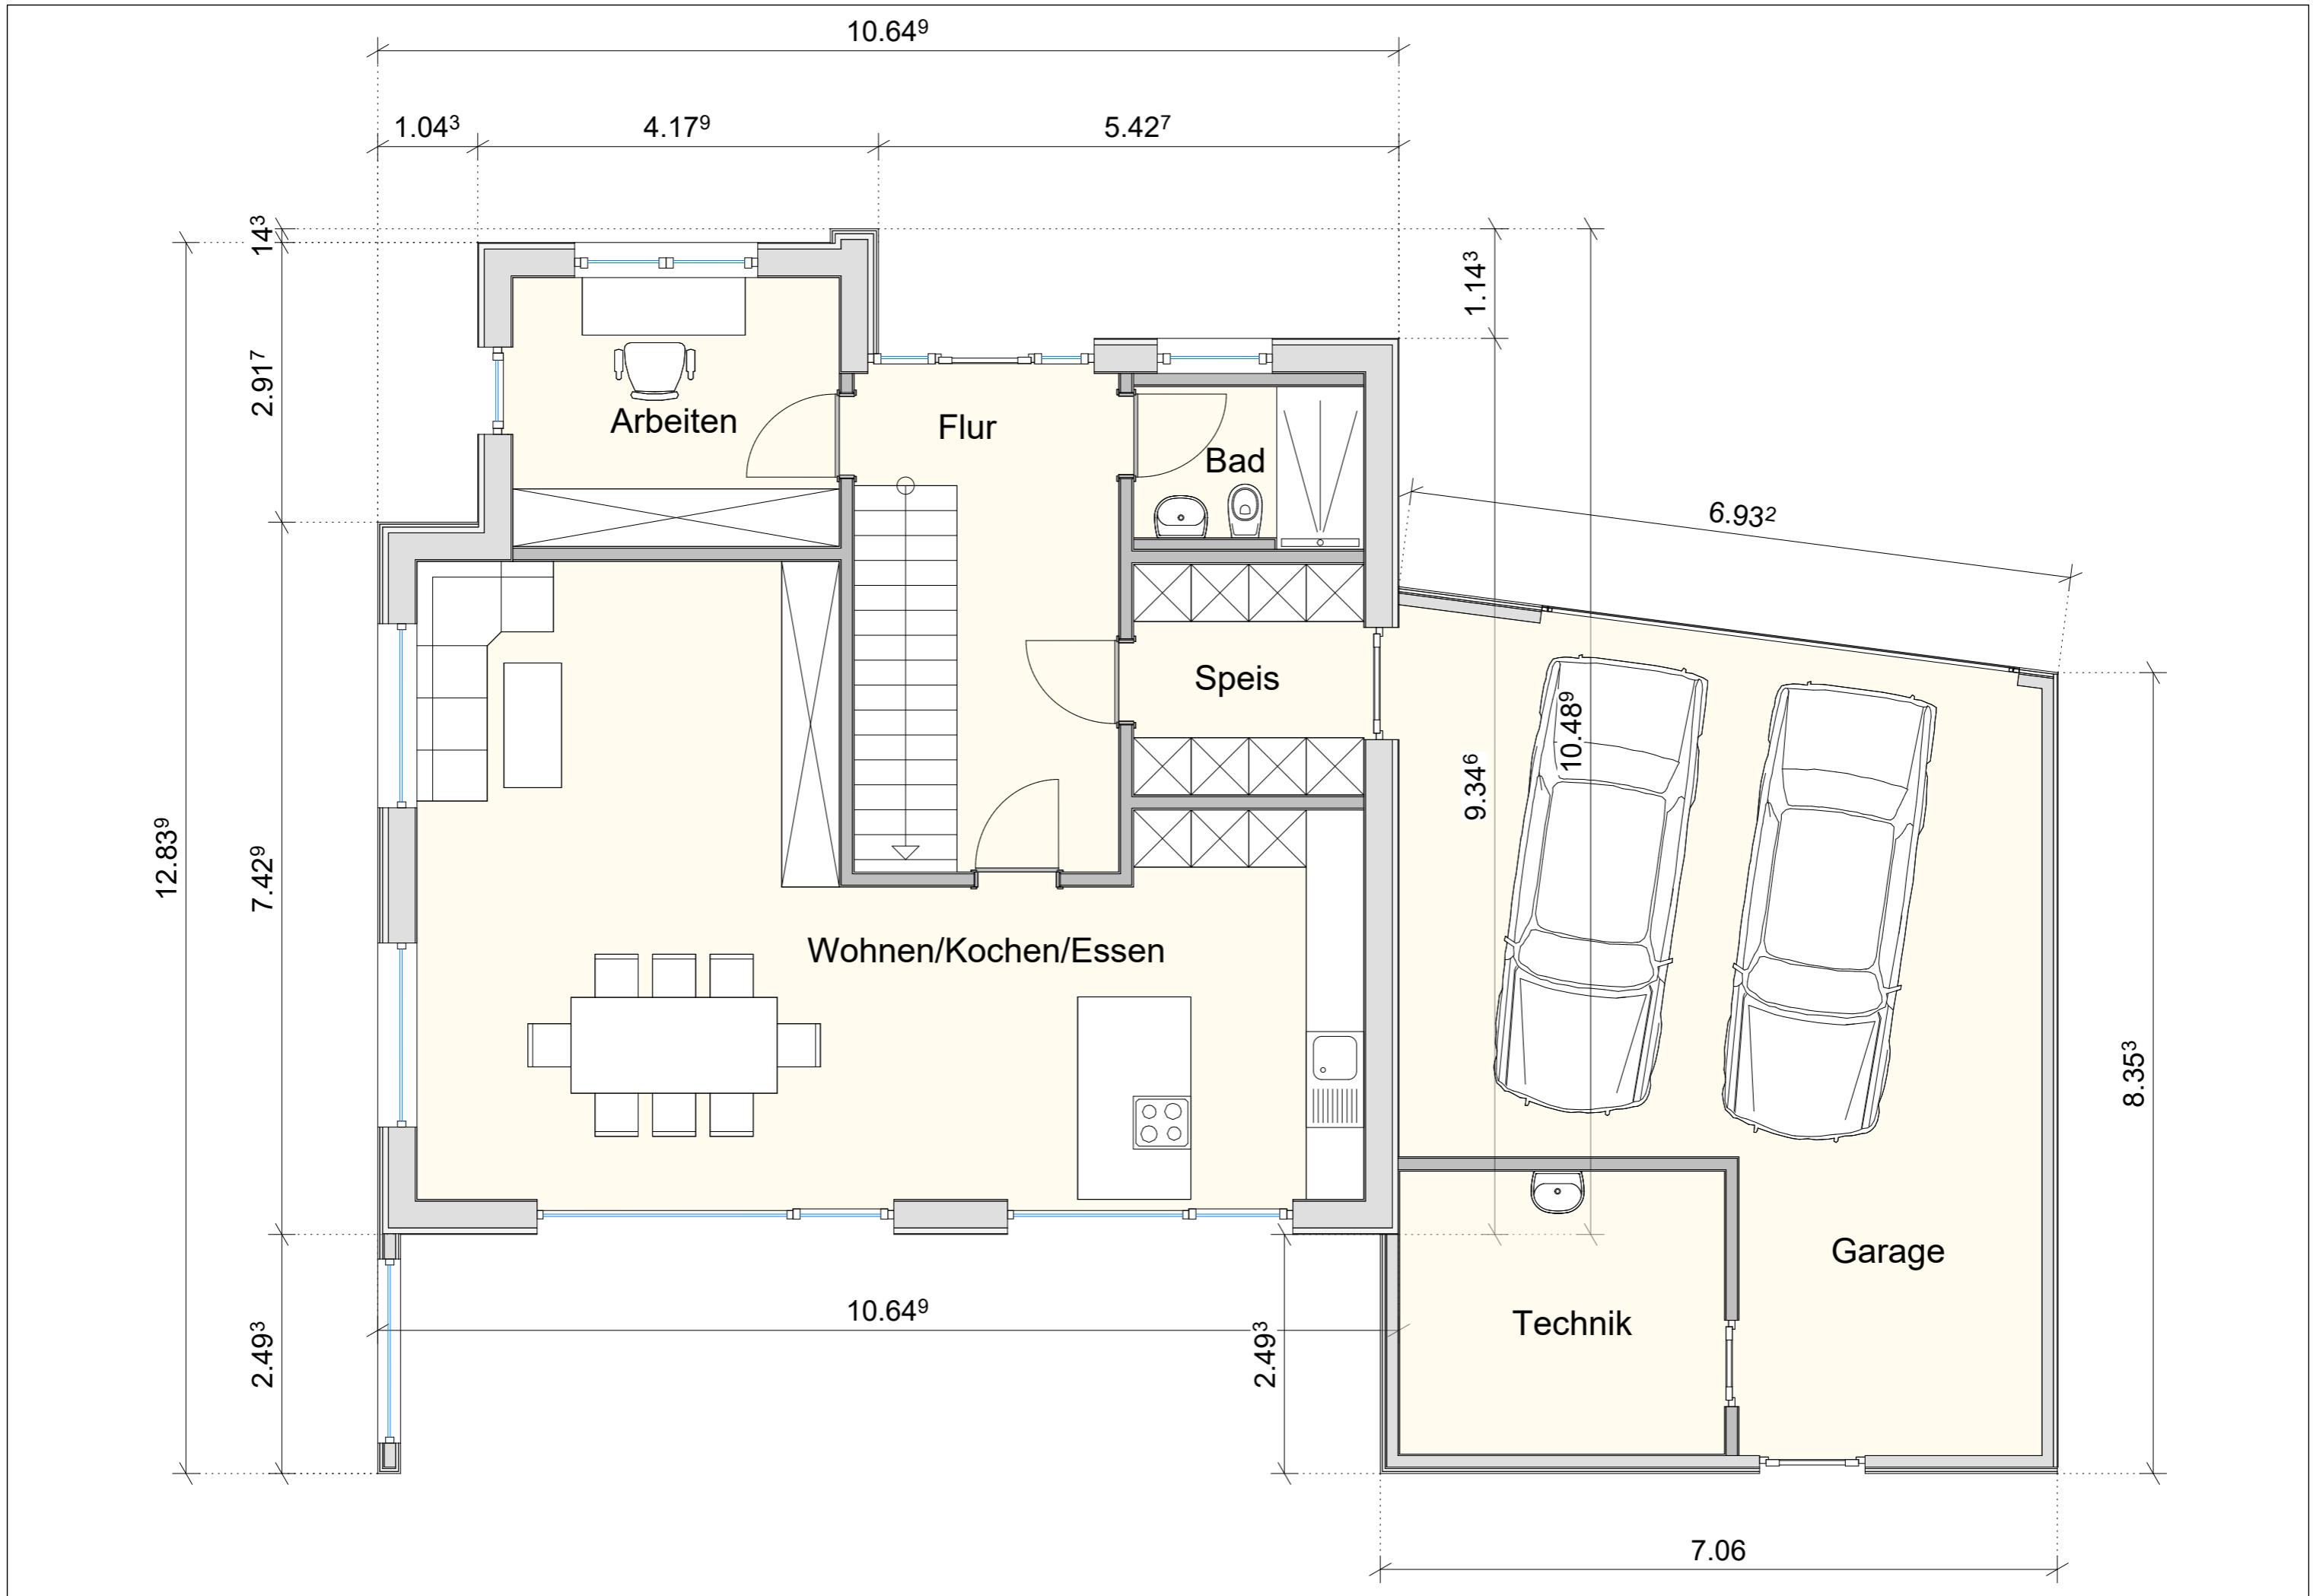 10.64⁹
1.04³
4.17⁹
5.42⁷
14³
1.14³
2.91⁷
Arbeiten
Flur
Bad
6.93²
Speis
10.48⁹
9.34⁶
12.83⁹
7.42⁹
Wohnen/Kochen/Essen
8.35³
Garage
10.64⁹
Technik
2.49³
2.49³
7.06